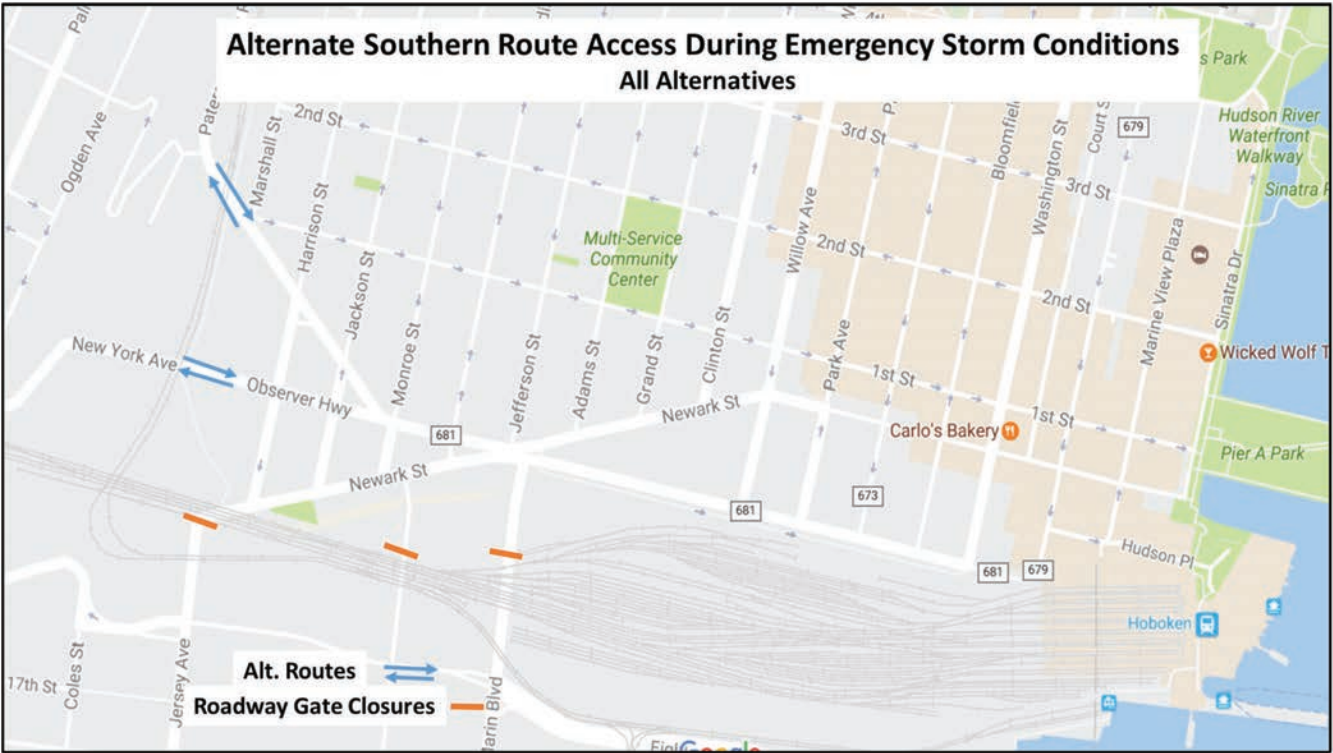 Alternate Southern Route Access During Emergency Storm Conditions
All Alternatives
s Park
Hudson River
Waterfront
Walkway
Sinatra
679
Ogden Ave
Marshall St
2nd St
Harrison St
Jackson St
Monroe St
Jefferson St
Adams St
Grand St
Clinton St
Multi-Service
Community
Center
Willow Ave
Park Ave
Bloomfield
Washington St
Court S
3rd St
3rd St
2nd St
2nd St
Marine View Plaza
Sinatra Dr
Wicked Wolf T
New York Ave
Observer Hwy
681
Newark St
Newark St
1st St
1st St
Carlo's Bakery
Pier A Park
681
673
681
679
Hudson Pl
Hoboken
Coles St
17th St
Jersey Ave
Alt. Routes
Roadway Gate Closures
Marin Blvd
Google